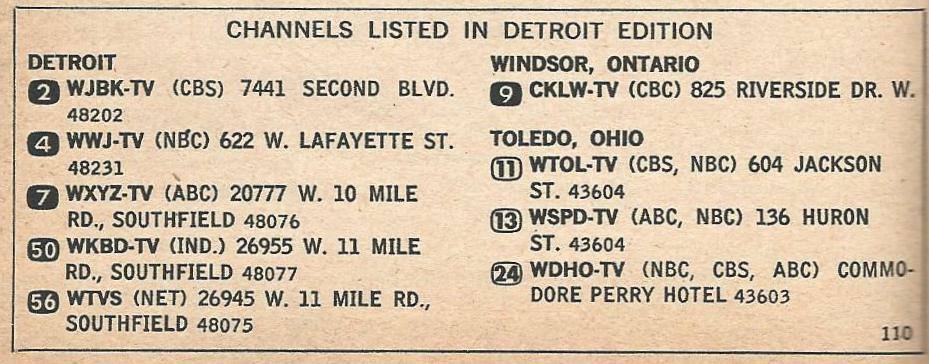 CHANNELS LISTED IN DETROIT EDITION
DETROIT
2 WJBK-TV (CBS) 7441 SECOND BLVD.
48202
4 WWJ-TV (NBC) 622 W. LAFAYETTE ST.
48231
7 WXYZ-TV (ABC) 20777 W. 10 MILE
RD., SOUTHFIELD 48076
50 WKBD-TV (IND.) 26955 W. 11 MILE
RD., SOUTHFIELD 48077
56 WTVS (NET) 26945 W. 11 MILE RD.,
SOUTHFIELD 48075
WINDSOR, ONTARIO
9 CKLW-TV (CBC) 825 RIVERSIDE DR. W.
TOLEDO, OHIO
11 WTOL-TV (CBS, NBC) 604 JACKSON
ST. 43604
13 WSPD-TV (ABC, NBC) 136 HURON
ST. 43604
24 WDHO-TV (NBC, CBS, ABC) COMMO-
DORE PERRY HOTEL 43603
110